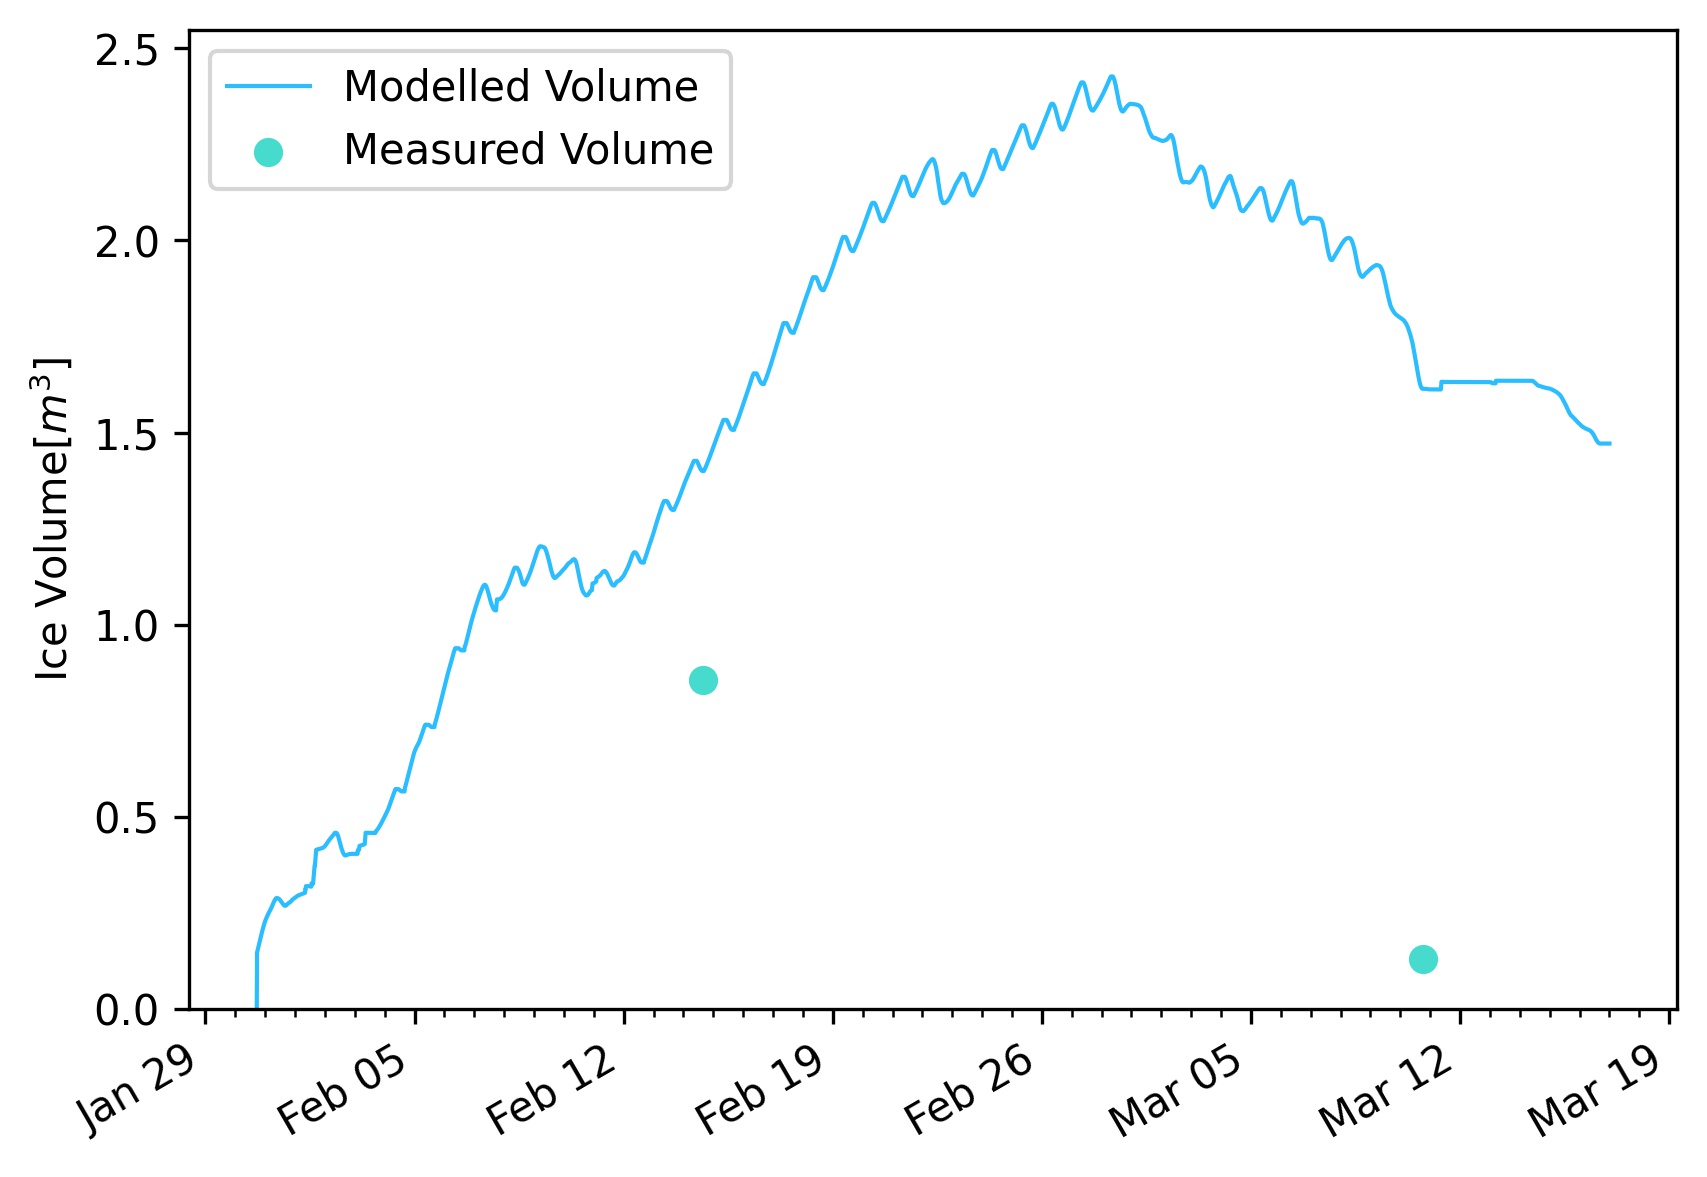 2.5
2.0
1.5
1.0
0.5
0.0
Ice Volume[m³]
Modelled Volume
Measured Volume
Jan 29
Feb 05
Feb 12
Feb 19
Feb 26
Mar 05
Mar 12
Mar 19